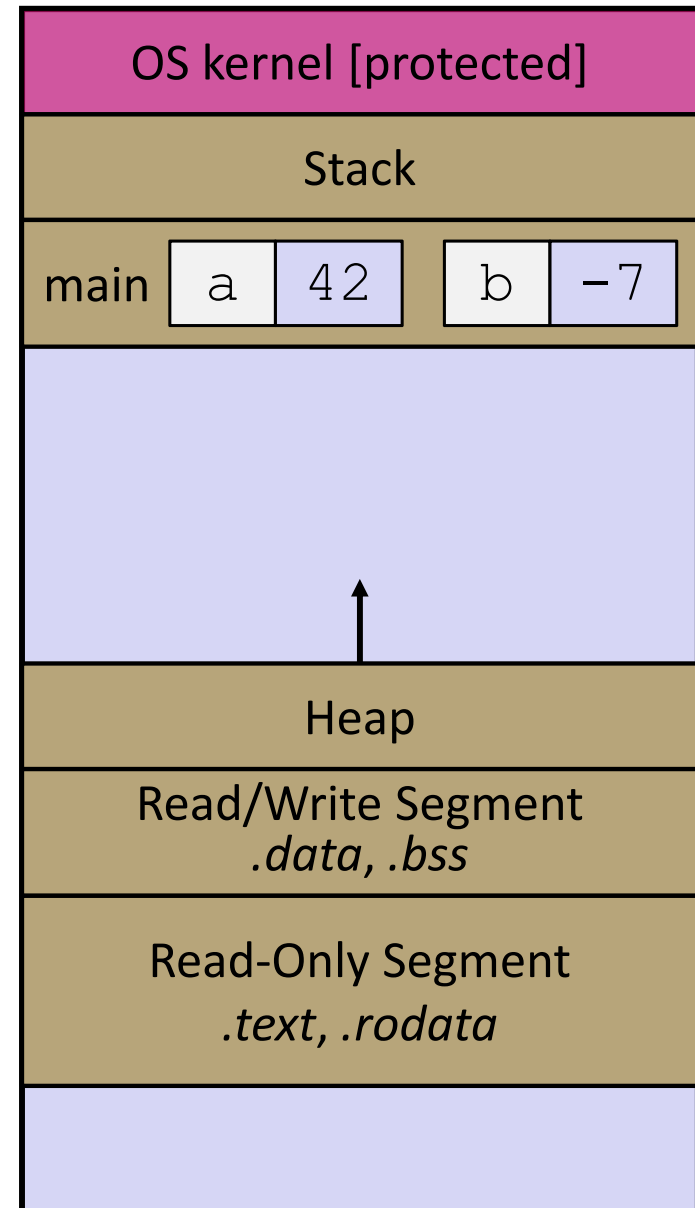 OS kernel [protected]
Stack
main a 42 b -7
Heap
Read/Write Segment
.data, .bss
Read-Only Segment
.text, .rodata